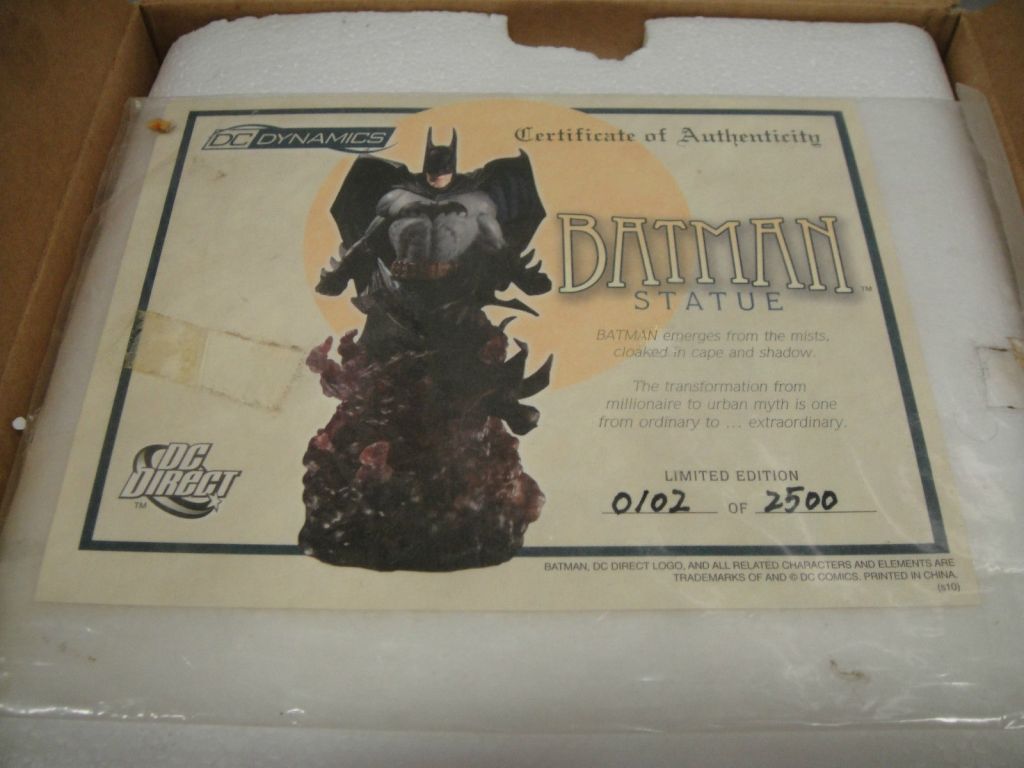 DC DYNAMICS
Certificate of Authenticity
BATMAN™
STATUE
BATMAN emerges from the mists,
cloaked in cape and shadow.
The transformation from
millionaire to urban myth is one
from ordinary to ... extraordinary.
DC
DIRECT
TM
LIMITED EDITION
0102 OF 2500
BATMAN, DC DIRECT LOGO, AND ALL RELATED CHARACTERS AND ELEMENTS ARE
TRADEMARKS OF AND © DC COMICS. PRINTED IN CHINA.
(s10)